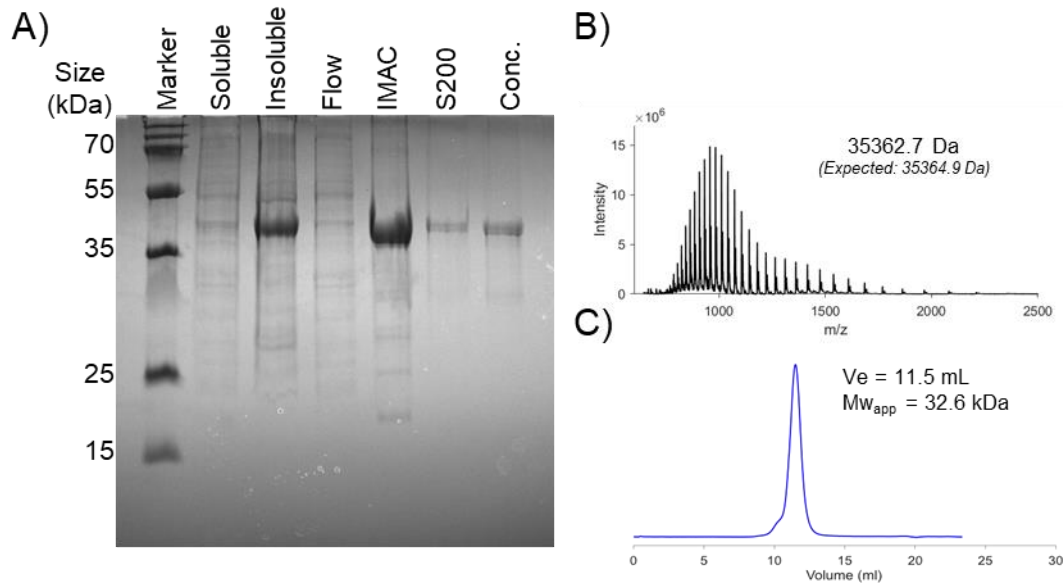 A)
Size
(kDa)
Marker
Soluble
Insoluble
Flow
IMAC
S200
Conc.
70
55
35
25
15
B)
× 10⁶
15
10
5
0
Intensity
35362.7 Da
(Expected: 35364.9 Da)
1000
1500
2000
2500
m/z
C)
Ve = 11.5 mL
Mwapp = 32.6 kDa
0
5
10
15
20
25
30
Volume (ml)